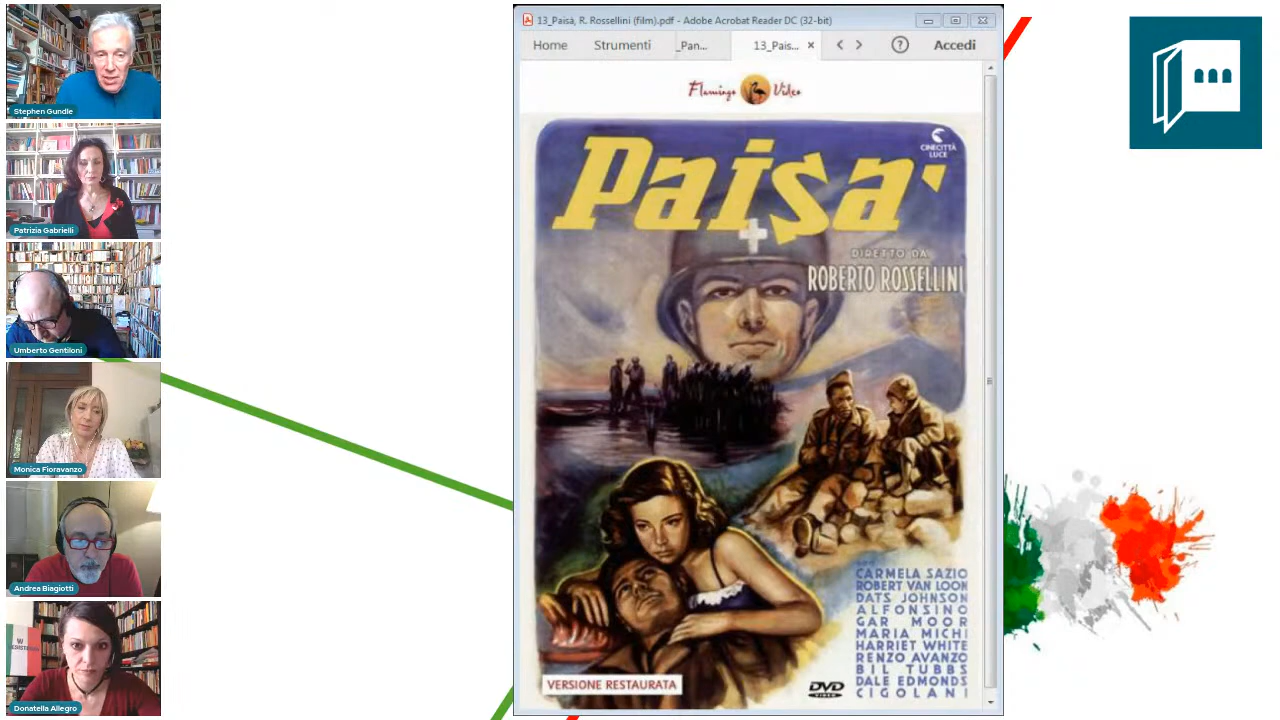 Stephen Gundle
Patrizia Gabrielli
Umberto Gentiloni
Monica Fioravanzo
Andrea Biagiotti
W
Donatella Allegro
13_Paisà, R. Rossellini (film).pdf - Adobe Acrobat Reader DC (32-bit)
Home Strumenti _Pan... 13_Pais... × ? Accedi
Flamingo Video
CINECITTÀ
LUCE
Paisa'
DIRETTO DA
ROBERTO ROSSELLINI
CARMELA SAZIO
ROBERT VAN LOON
DATS JOHNSON
ALFONSINO
GAR MOOR
MARIA MICHI
HARRIET WHITE
RENZO AVANZO
BIL TUBBS
DALE EDMONDS
CIGOLANI
VERSIONE RESTAURATA
DVD
VIDEO